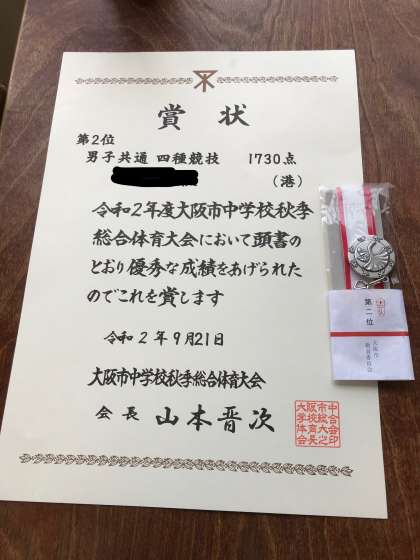 賞状
第2位
男子共通 四種競技 1730点
(港)
令和2年度大阪市中学校秋季
総合体育大会において頭書の
とおり優秀な成績をあげられた
のでこれを賞します
令和2年9月21日
大阪市中学校秋季総合体育大会
会長 山本晋次
第二位